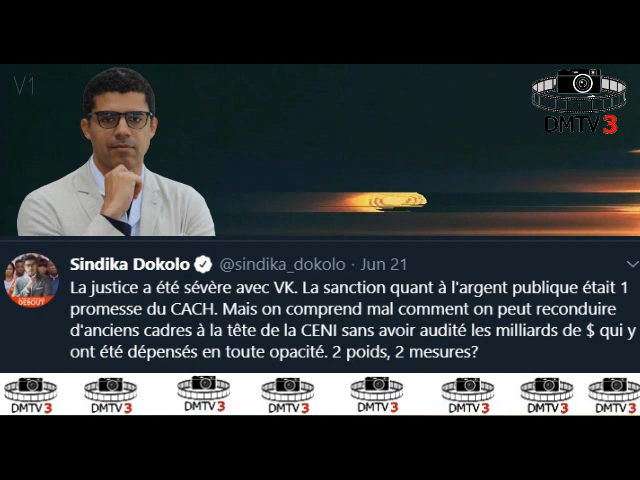 V1
DMTV3
Sindika Dokolo @sindika_dokolo · Jun 21
La justice a été sévère avec VK. La sanction quant à l'argent publique était 1
promesse du CACH. Mais on comprend mal comment on peut reconduire
d'anciens cadres à la tête de la CENI sans avoir audité les milliards de $ qui y
ont été dépensés en toute opacité. 2 poids, 2 mesures?
DEBOUT
DMTV3 DMTV3 DMTV3 DMTV3 DMTV3 DMTV3 DMTV3 DMTV3